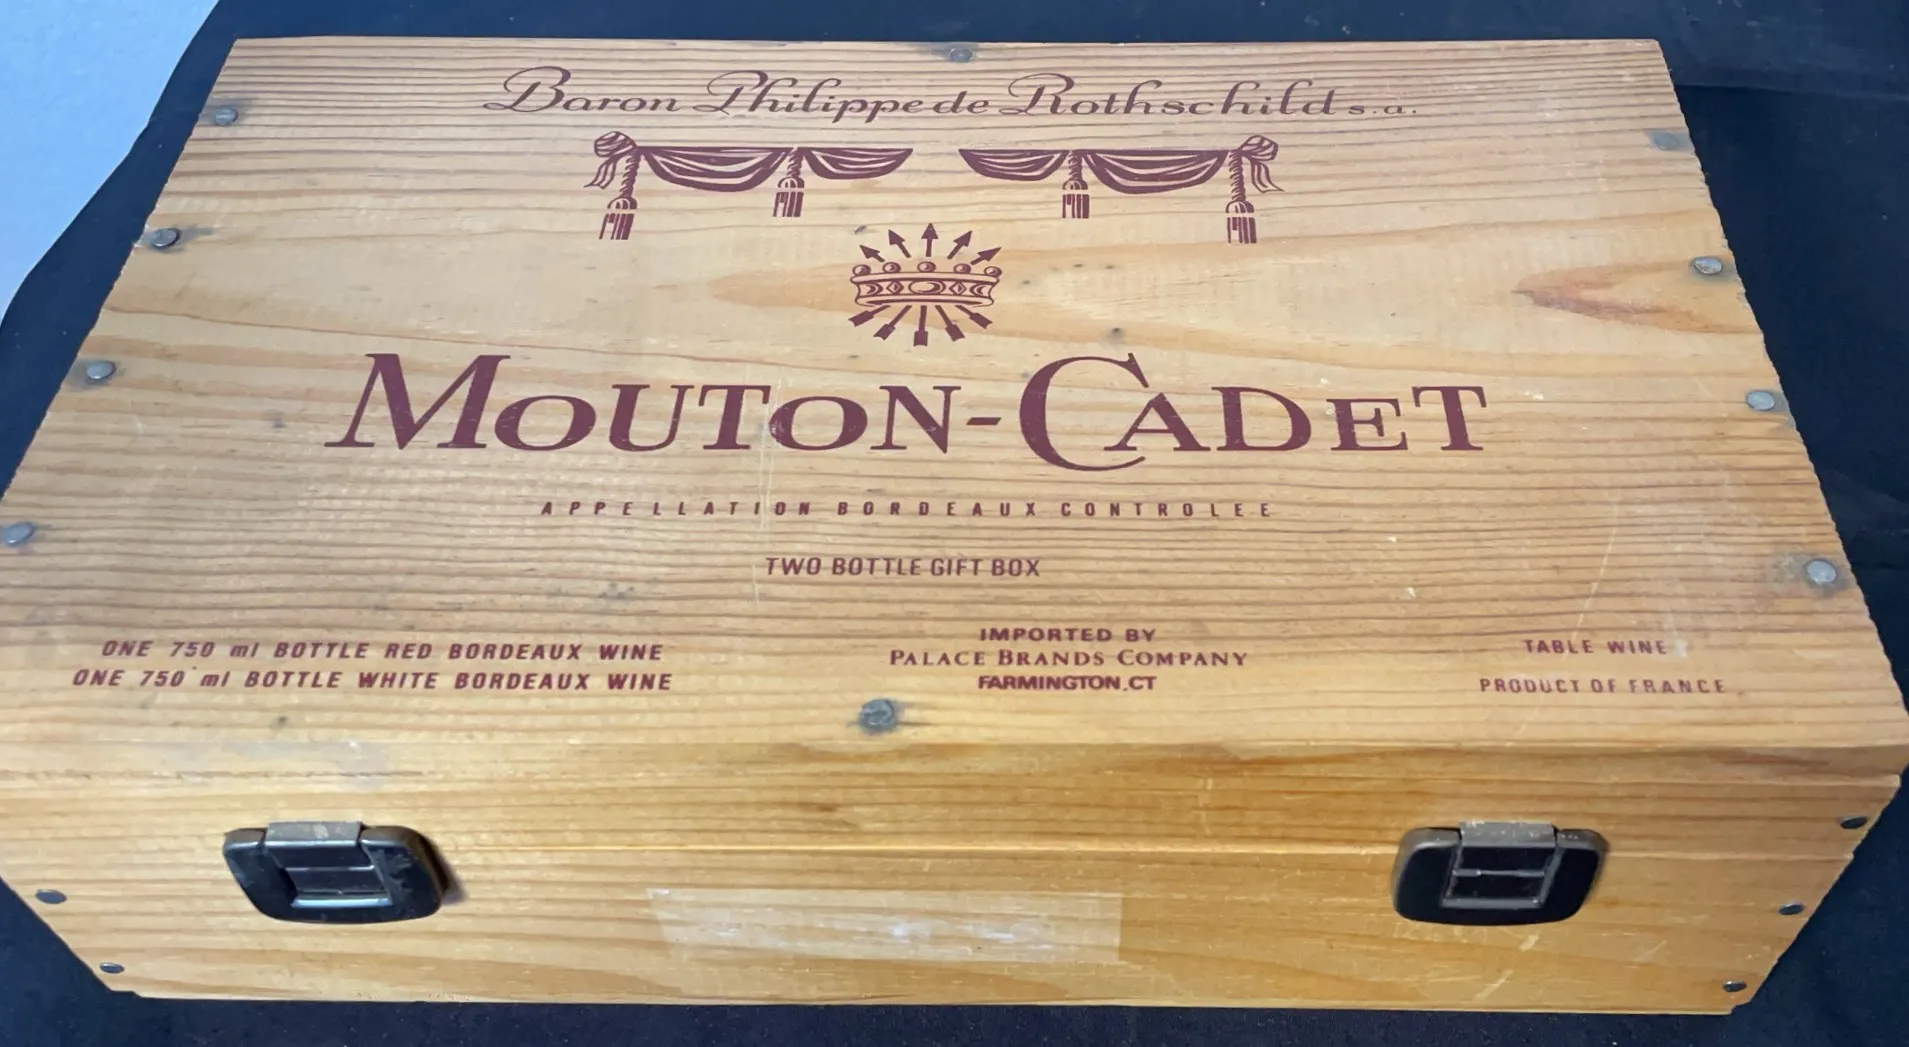 Baron Philippe de Rothschild s.a.
MOUTON-CADET
APPELLATION BORDEAUX CONTROLEE
TWO BOTTLE GIFT BOX
ONE 750 ml BOTTLE RED BORDEAUX WINE
ONE 750 ml BOTTLE WHITE BORDEAUX WINE
IMPORTED BY
PALACE BRANDS COMPANY
FARMINGTON,CT
TABLE WINE
PRODUCT OF FRANCE